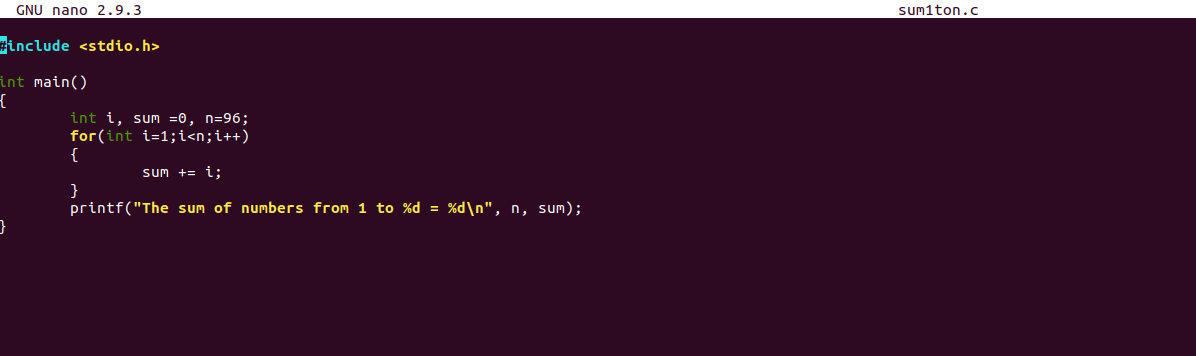 GNU nano 2.9.3 sum1ton.c
#include <stdio.h>
int main()
{
int i, sum =0, n=96;
for(int i=1;i<n;i++)
{
sum += i;
}
printf("The sum of numbers from 1 to %d = %d\n", n, sum);
}